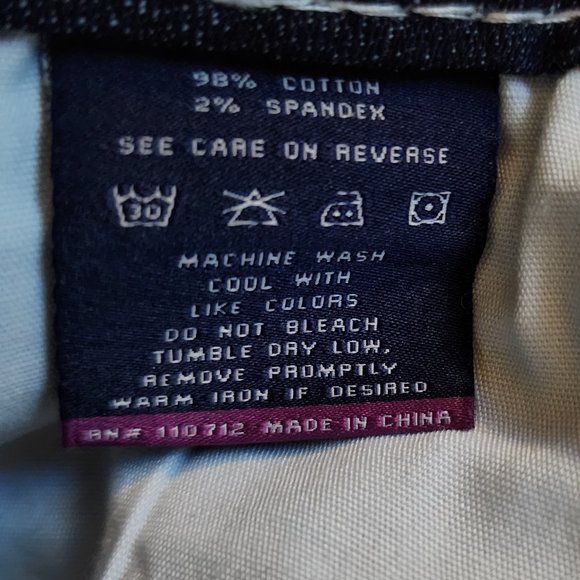 98% COTTON
2% SPANDEX
SEE CARE ON REVERSE
30
MACHINE WASH
COOL WITH
LIKE COLORS
DO NOT BLEACH
TUMBLE DRY LOW,
REMOVE PROMPTLY
WARM IRON IF DESIRED
RN# 110712 MADE IN CHINA